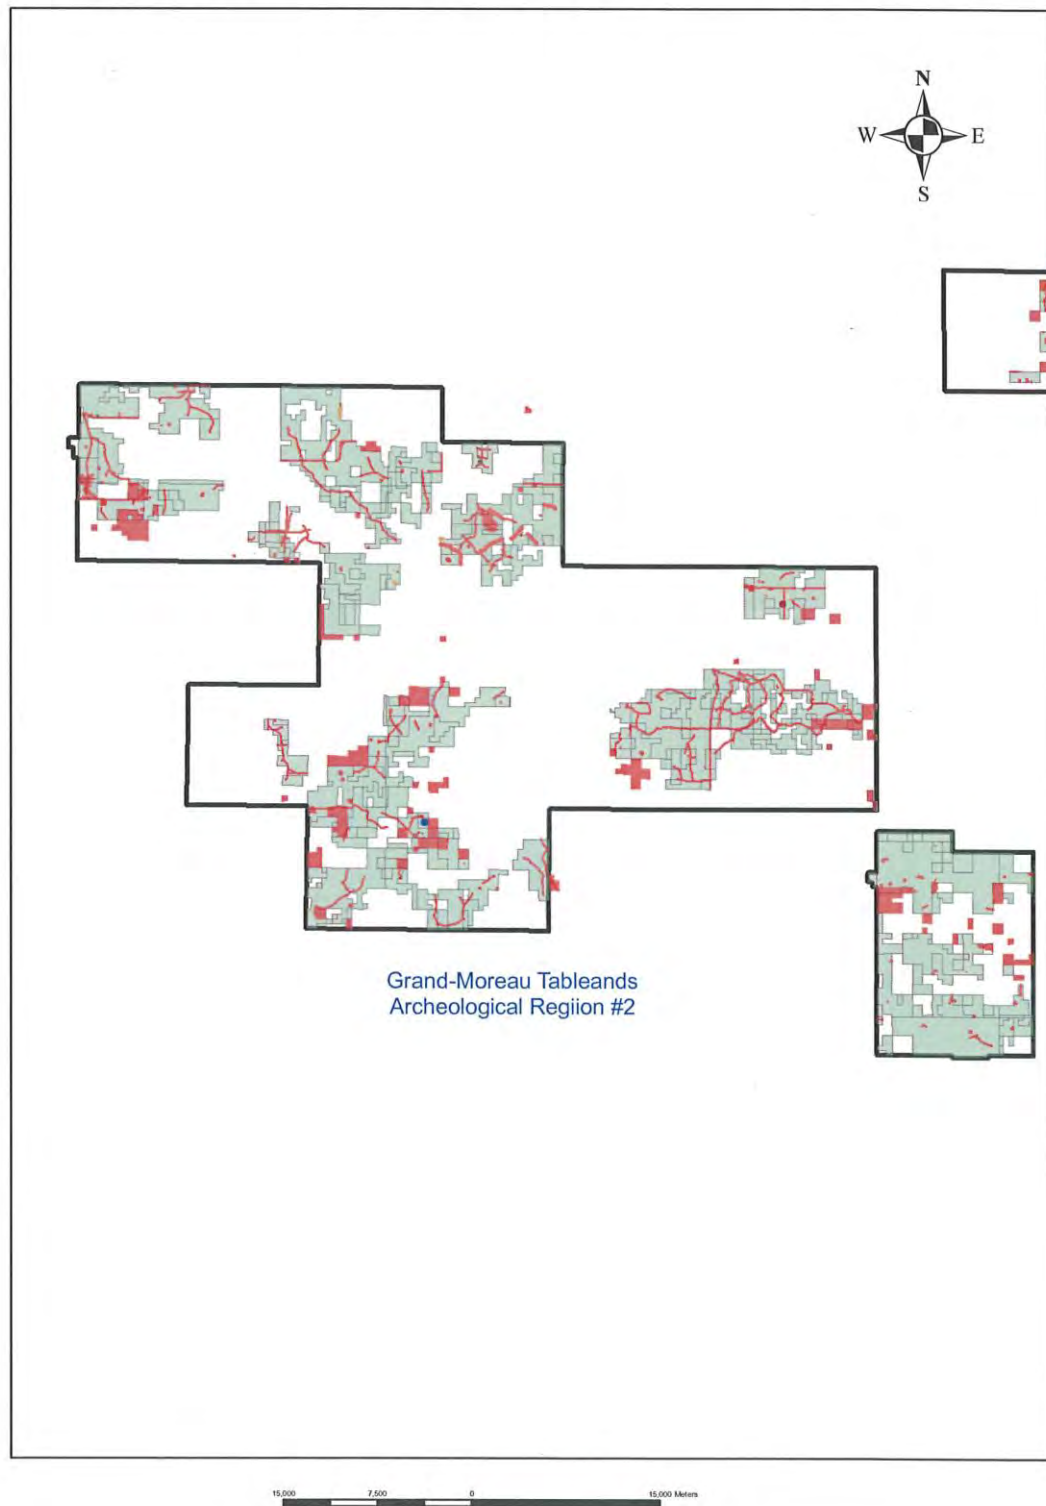 N
W E
S
Grand-Moreau Tableands
Archeological Regiion #2
15,000 7,500 0 15,000 Meters